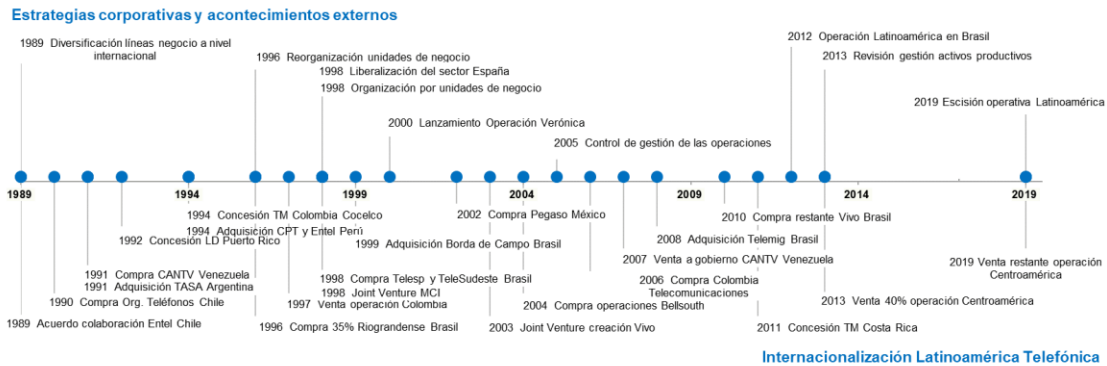 Estrategias corporativas y acontecimientos externos
1989 Diversificación líneas negocio a nivel
internacional
1996 Reorganización unidades de negocio
1998 Liberalización del sector España
1998 Organización por unidades de negocio
2000 Lanzamiento Operación Verónica
2005 Control de gestión de las operaciones
2012 Operación Latinoamérica en Brasil
2013 Revisión gestión activos productivos
2019 Escisión operativa Latinoamérica
1989
1994
1999
2004
2009
2014
2019
1994 Concesión TM Colombia Cocelco
1994 Adquisición CPT y Entel Perú
1992 Concesión LD Puerto Rico
1991 Compra CANTV Venezuela
1991 Adquisición TASA Argentina
1990 Compra Org. Teléfonos Chile
1989 Acuerdo colaboración Entel Chile
1999 Adquisición Borda de Campo Brasil
1998 Compra Telesp y TeleSudeste Brasil
1998 Joint Venture MCI
1997 Venta operación Colombia
1996 Compra 35% Riograndense Brasil
2002 Compra Pegaso México
2010 Compra restante Vivo Brasil
2008 Adquisición Telemig Brasil
2007 Venta a gobierno CANTV Venezuela
2006 Compra Colombia
Telecomunicaciones
2004 Compra operaciones Bellsouth
2003 Joint Venture creación Vivo
2019 Venta restante operación
Centroamérica
2013 Venta 40% operación Centroamérica
2011 Concesión TM Costa Rica
Internacionalización Latinoamérica Telefónica